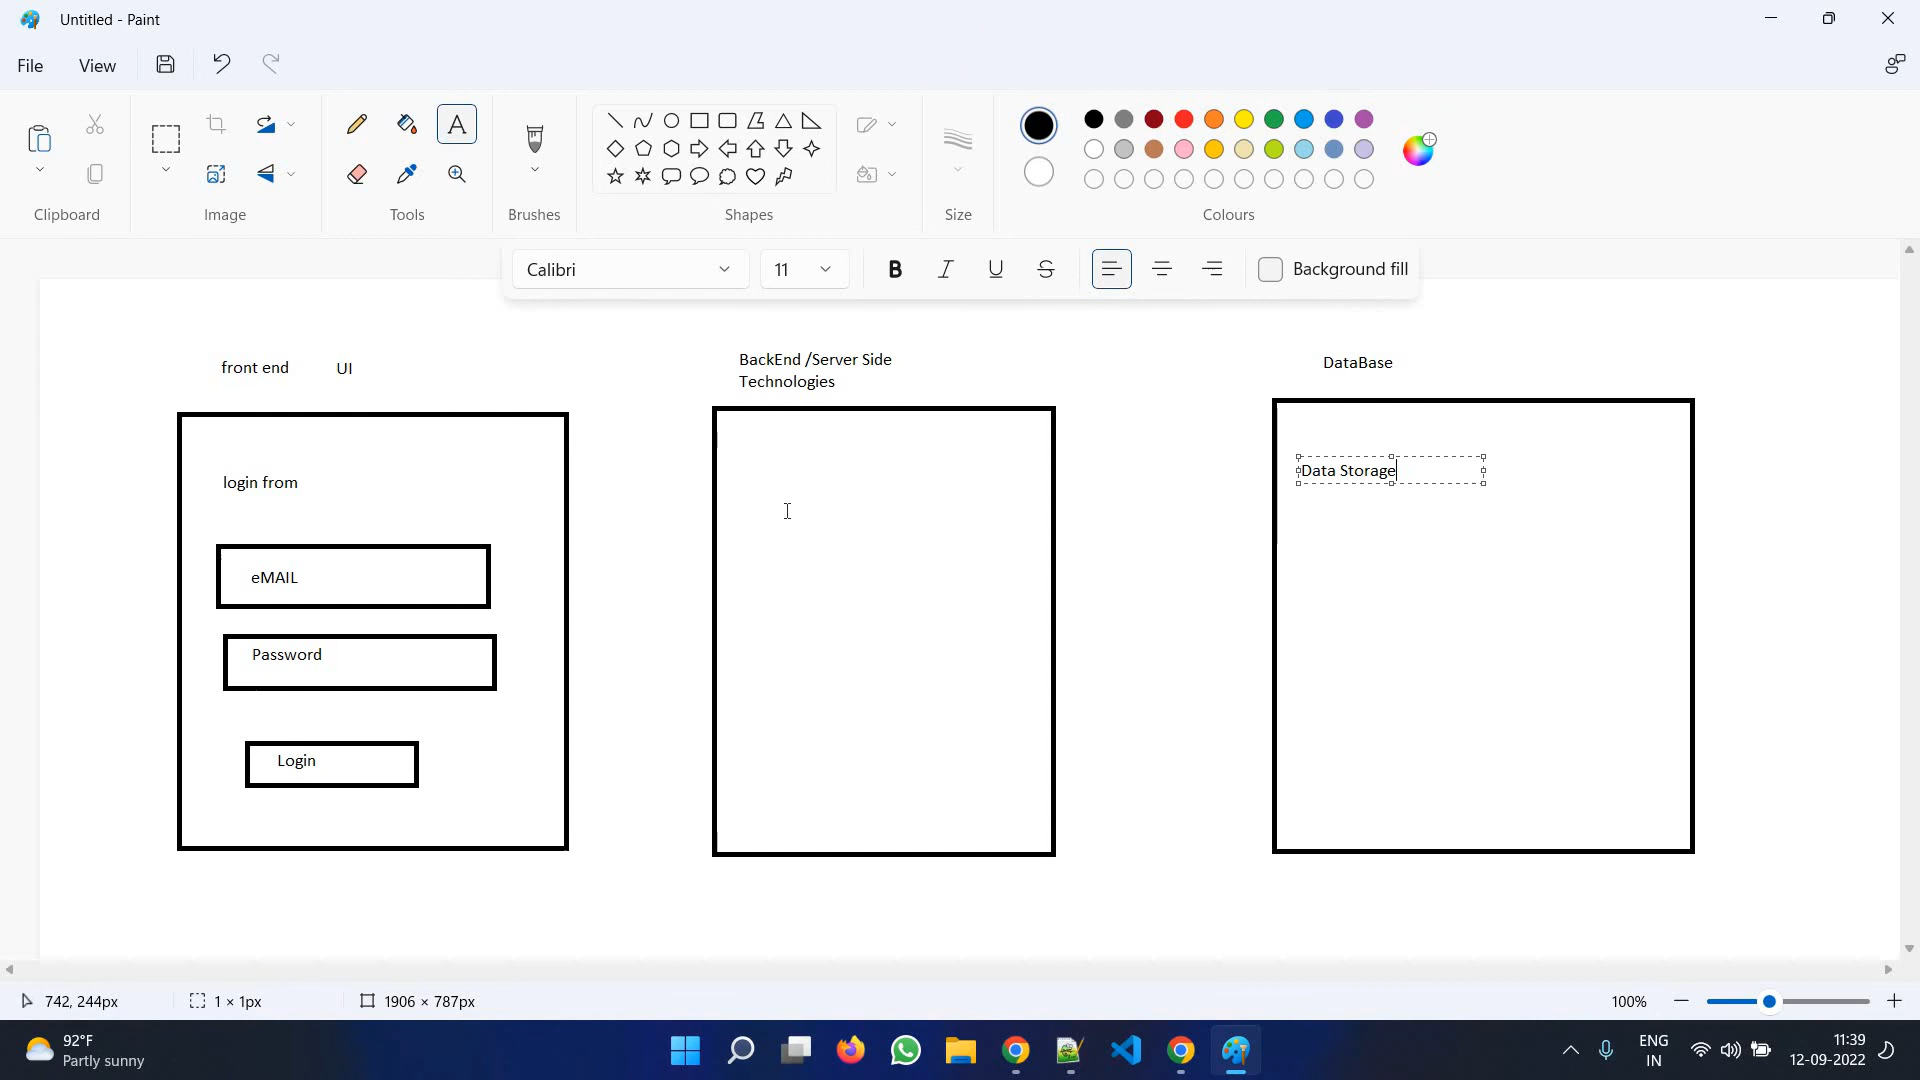 Untitled - Paint
File View
Clipboard
Image
Tools
Brushes
Shapes
Size
Colours
Calibri 11 B I U S Background fill
front end UI
BackEnd /Server Side
Technologies
DataBase
login from
eMAIL
Password
Login
Data Storage
742, 244px 1 × 1px 1906 × 787px 100%
92°F
Partly sunny
ENG
IN
11:39
12-09-2022